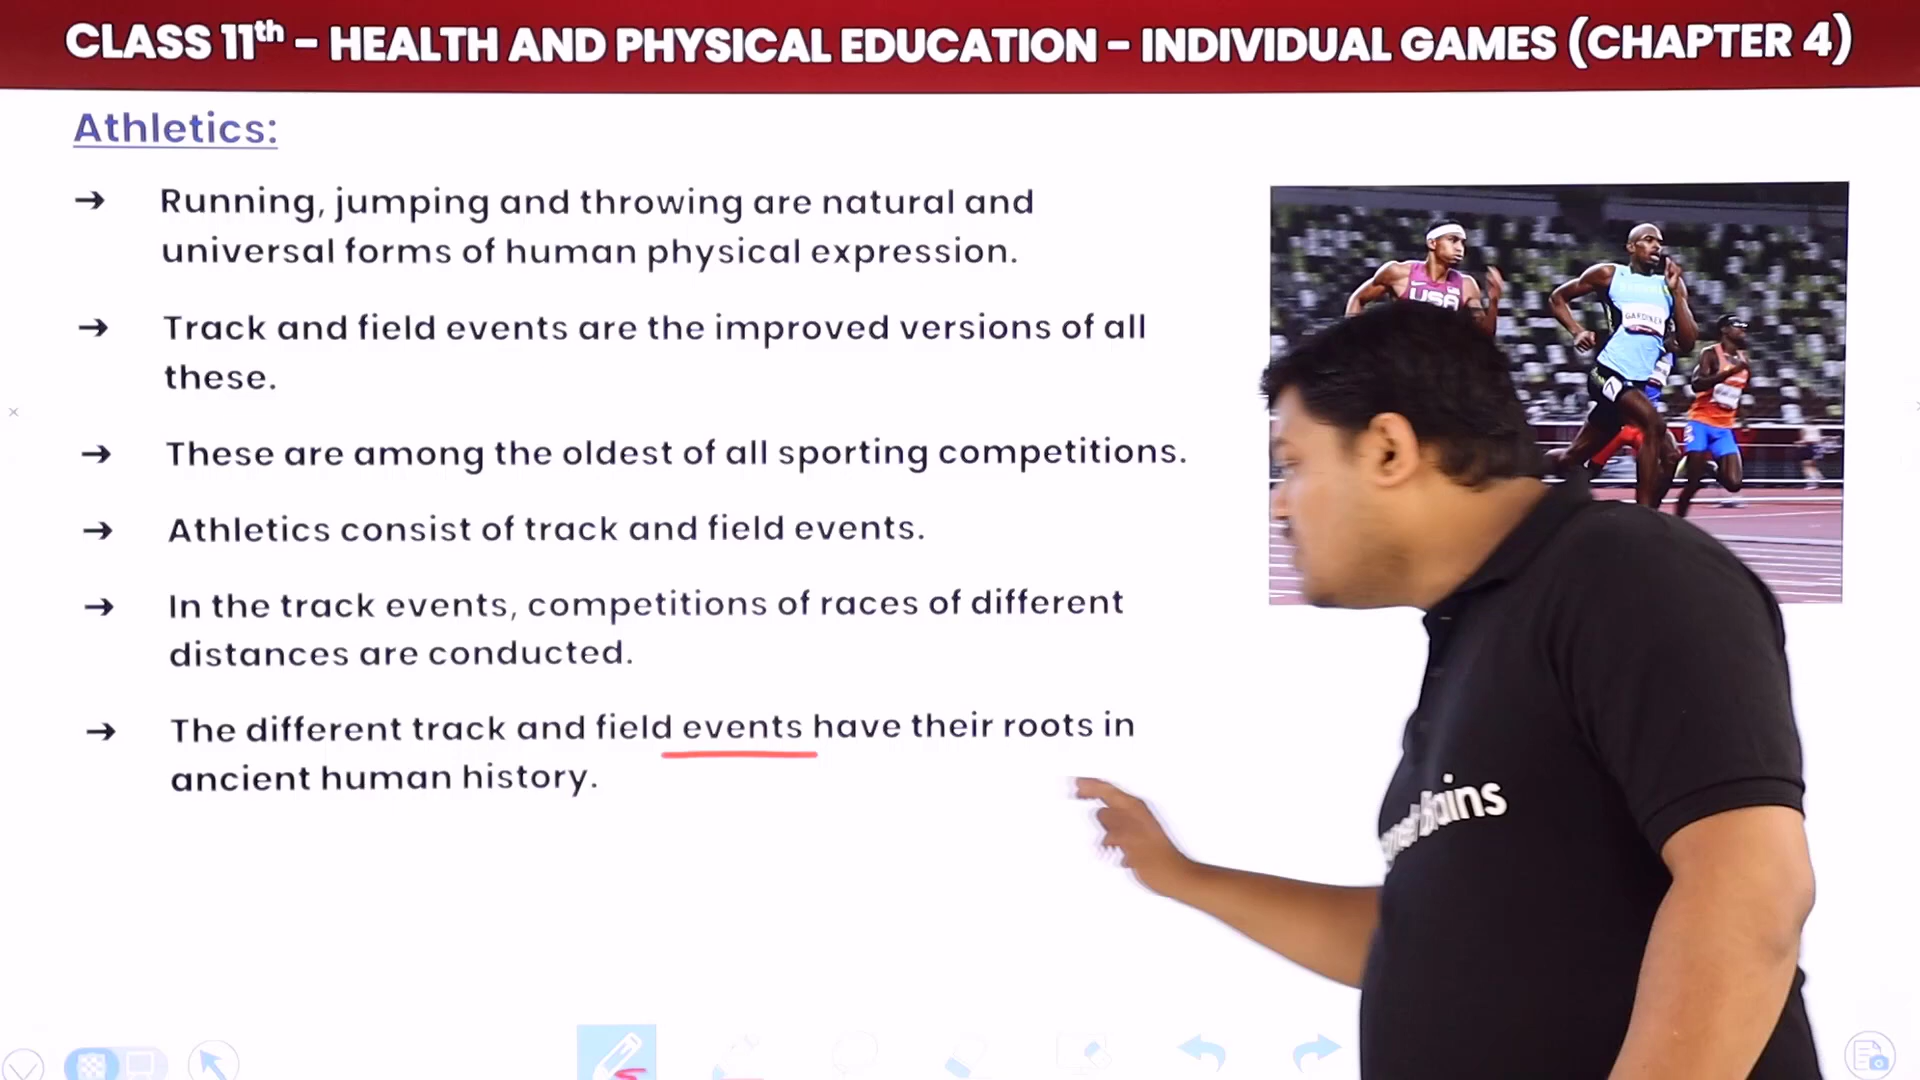 CLASS 11th - HEALTH AND PHYSICAL EDUCATION - INDIVIDUAL GAMES (CHAPTER 4)
Athletics:
→ Running, jumping and throwing are natural and
universal forms of human physical expression.
→ Track and field events are the improved versions of all
these.
→ These are among the oldest of all sporting competitions.
→ Athletics consist of track and field events.
→ In the track events, competitions of races of different
distances are conducted.
→ The different track and field events have their roots in
ancient human history.
USA
GARDINER
7